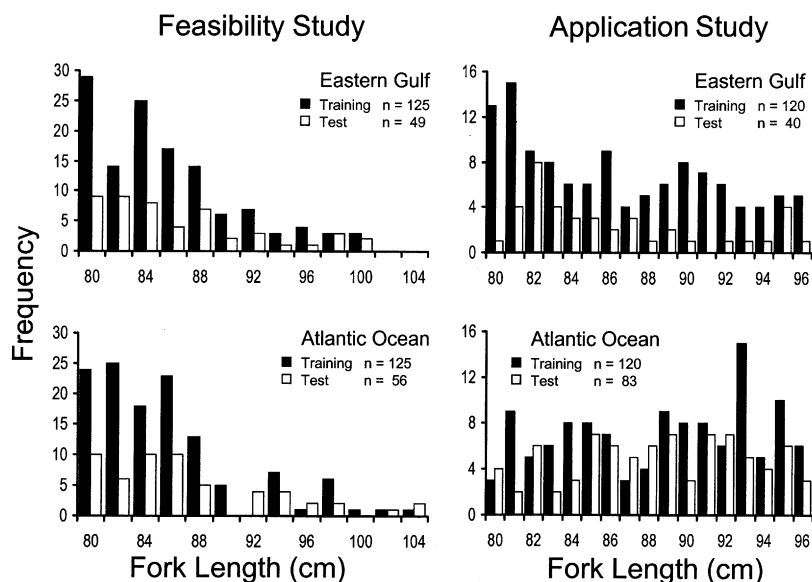 Feasibility Study
Application Study
Frequency
Eastern Gulf
Training n = 125
Test n = 49
30
25
20
15
10
5
0
80 84 88 92 96 100 104
Eastern Gulf
Training n = 120
Test n = 40
16
12
8
4
0
80 82 84 86 88 90 92 94 96
Atlantic Ocean
Training n = 125
Test n = 56
30
25
20
15
10
5
0
80 84 88 92 96 100 104
Fork Length (cm)
Atlantic Ocean
Training n = 120
Test n = 83
16
12
8
4
0
80 82 84 86 88 90 92 94 96
Fork Length (cm)